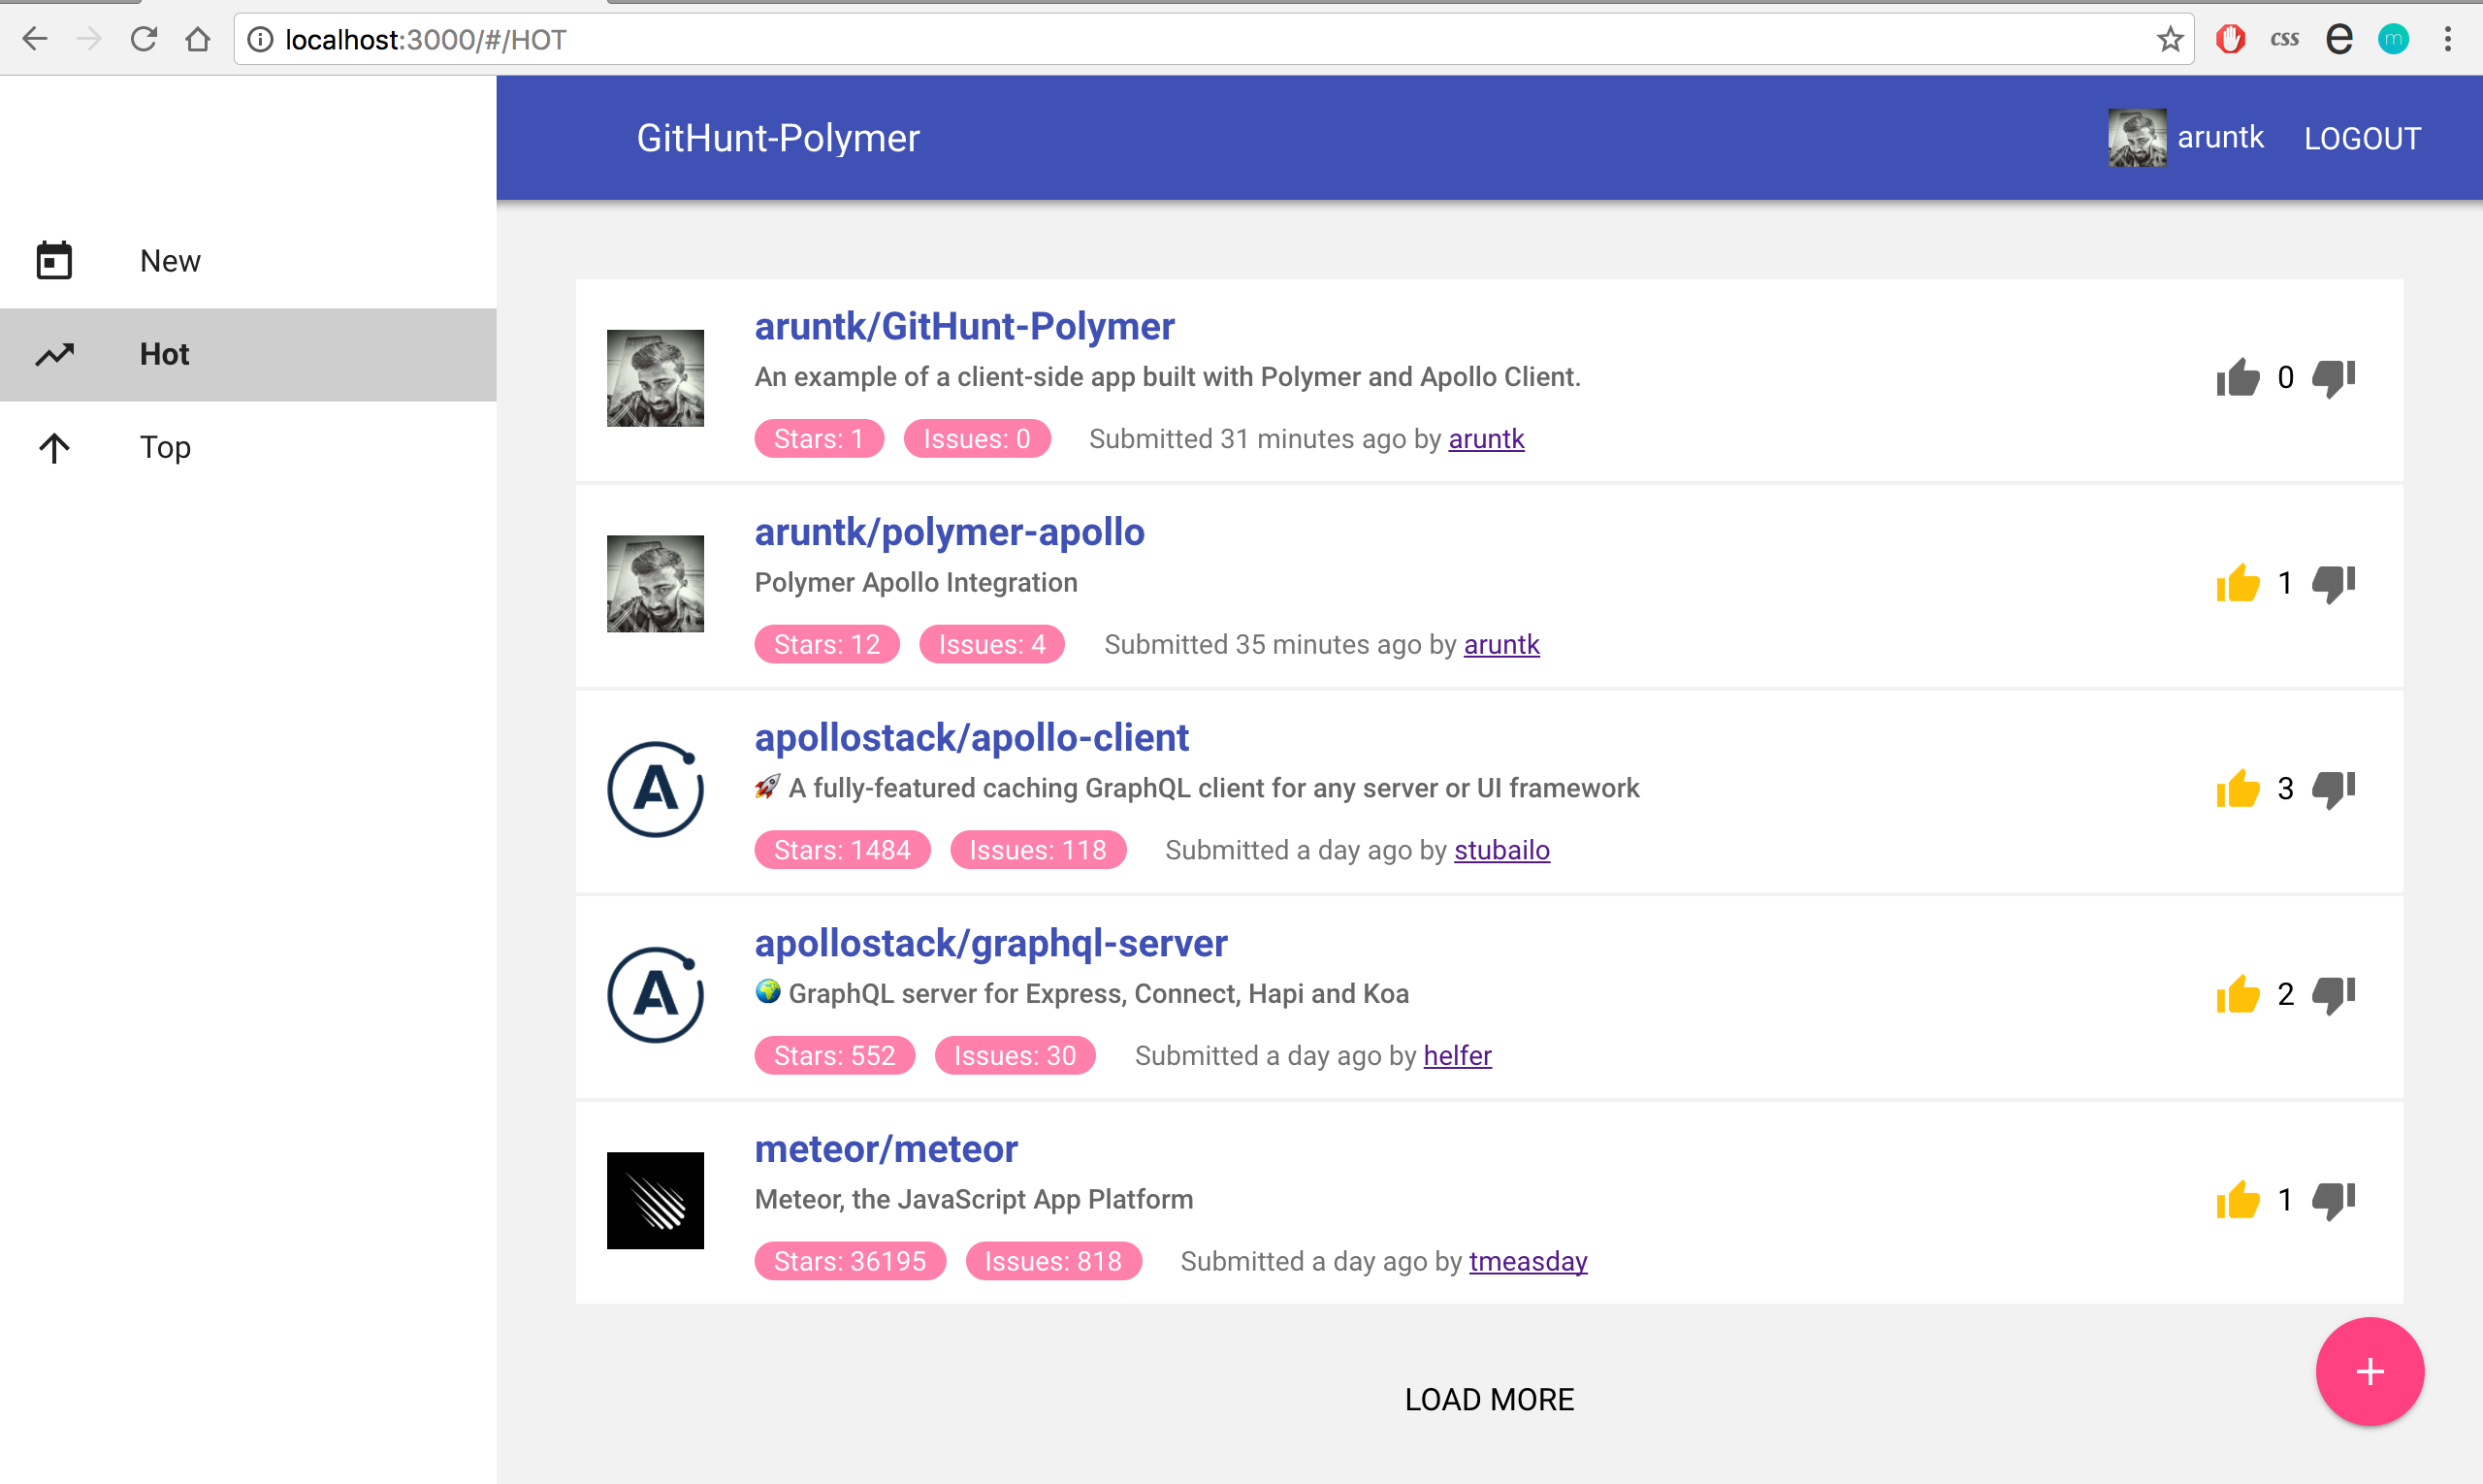 localhost:3000/#/HOT
css
e
m
GitHunt-Polymer
aruntk
LOGOUT
New
Hot
Top
aruntk/GitHunt-Polymer
An example of a client-side app built with Polymer and Apollo Client.
0
Stars: 1 Issues: 0 Submitted 31 minutes ago by aruntk
aruntk/polymer-apollo
Polymer Apollo Integration
1
Stars: 12 Issues: 4 Submitted 35 minutes ago by aruntk
A
apollostack/apollo-client
🚀 A fully-featured caching GraphQL client for any server or UI framework
3
Stars: 1484 Issues: 118 Submitted a day ago by stubailo
A
apollostack/graphql-server
🌍 GraphQL server for Express, Connect, Hapi and Koa
2
Stars: 552 Issues: 30 Submitted a day ago by helfer
meteor/meteor
Meteor, the JavaScript App Platform
1
Stars: 36195 Issues: 818 Submitted a day ago by tmeasday
LOAD MORE
+